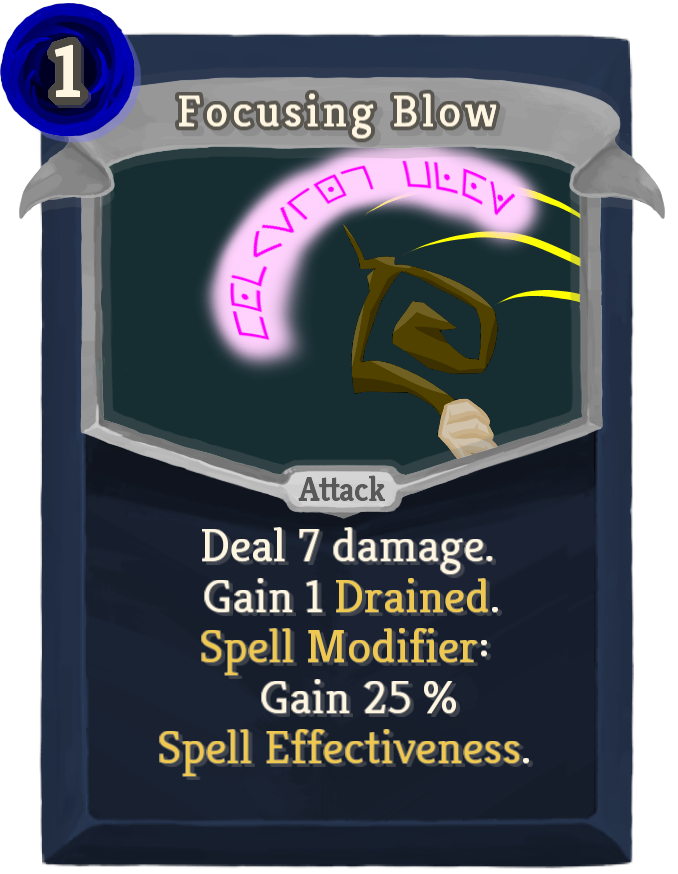 1
Focusing Blow
Attack
Deal 7 damage.
Gain 1 Drained.
Spell Modifier:
Gain 25 %
Spell Effectiveness.